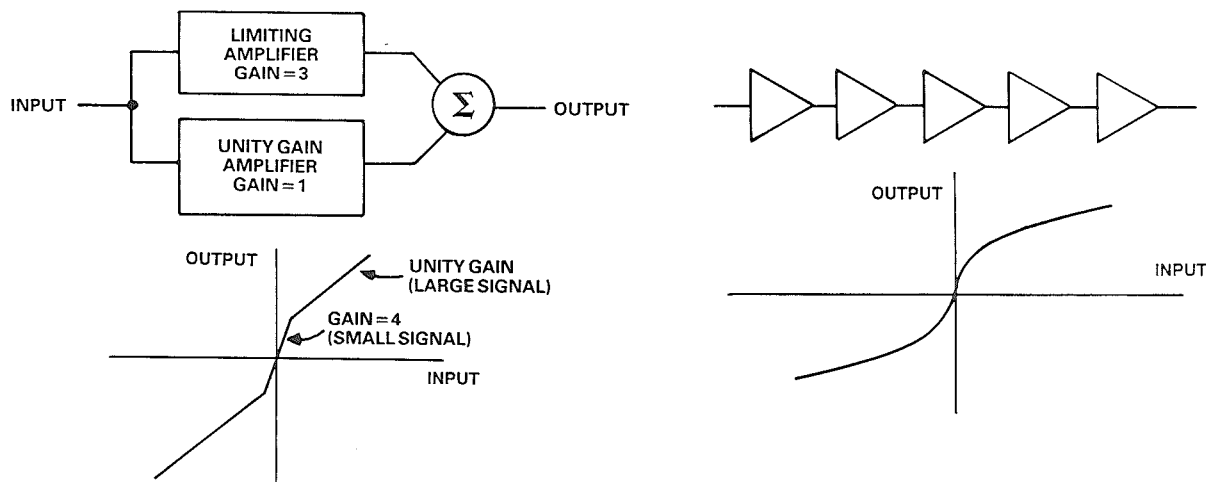 LIMITING
AMPLIFIER
GAIN = 3
INPUT
Σ
OUTPUT
UNITY GAIN
AMPLIFIER
GAIN = 1
OUTPUT
UNITY GAIN
(LARGE SIGNAL)
GAIN = 4
(SMALL SIGNAL)
INPUT
OUTPUT
INPUT